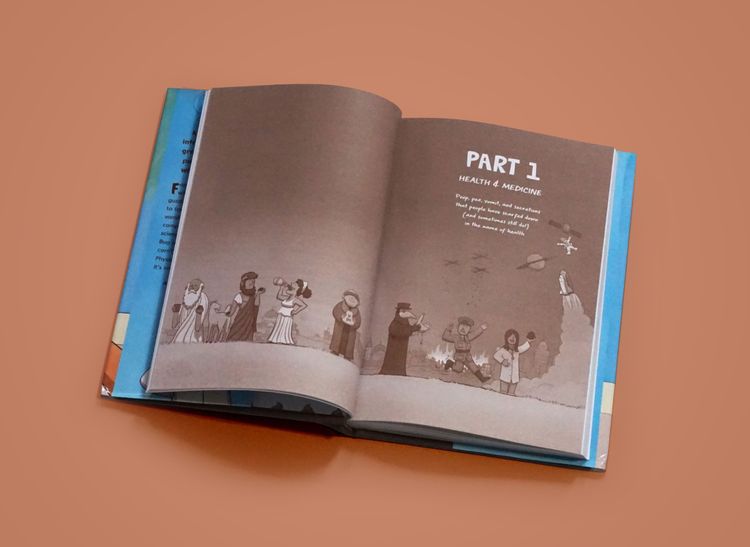 PART 1
HEALTH & MEDICINE
Poop, pee, vomit, and secretions
that people have scarfed down
(and sometimes still do!)
in the name of health